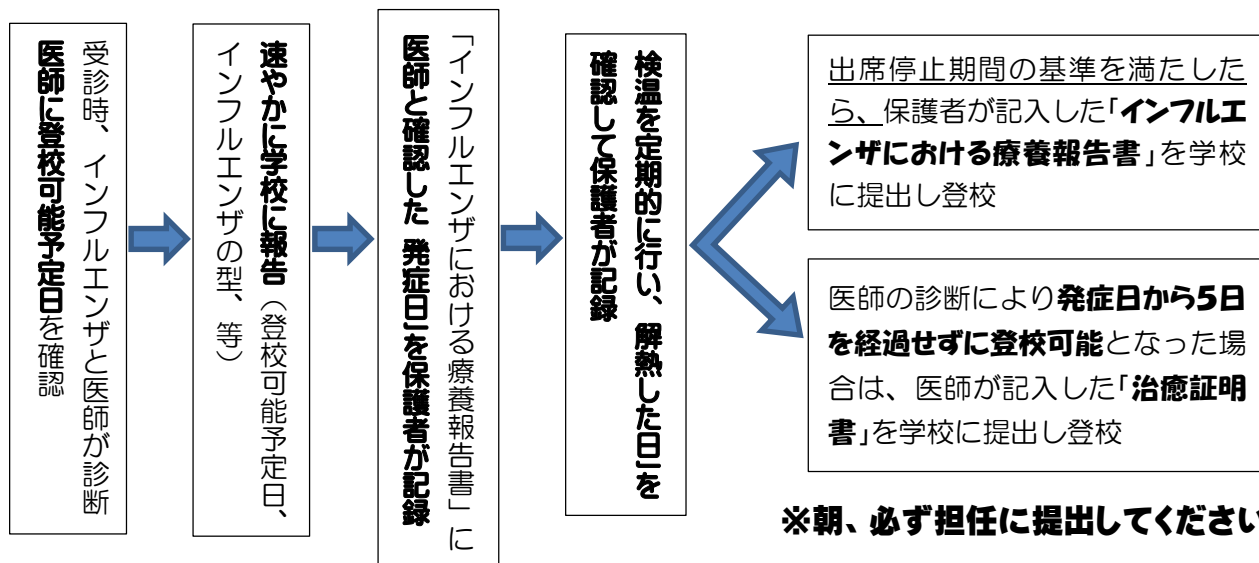 受診時、インフルエンザと医師が診断
医師に登校可能予定日を確認
速やかに学校に報告（登校可能予定日、
インフルエンザの型、等）
「インフルエンザにおける療養報告書」に
医師と確認した 発症日」を保護者が記録
検温を定期的に行い、解熱した日」を
確認して保護者が記録
出席停止期間の基準を満たした
ら、保護者が記入した「インフルエ
ンザにおける療養報告書」を学校
に提出し登校
医師の診断により発症日から5日
を経過せずに登校可能となった場
合は、医師が記入した「治癒証明
書」を学校に提出し登校
※朝、必ず担任に提出してください